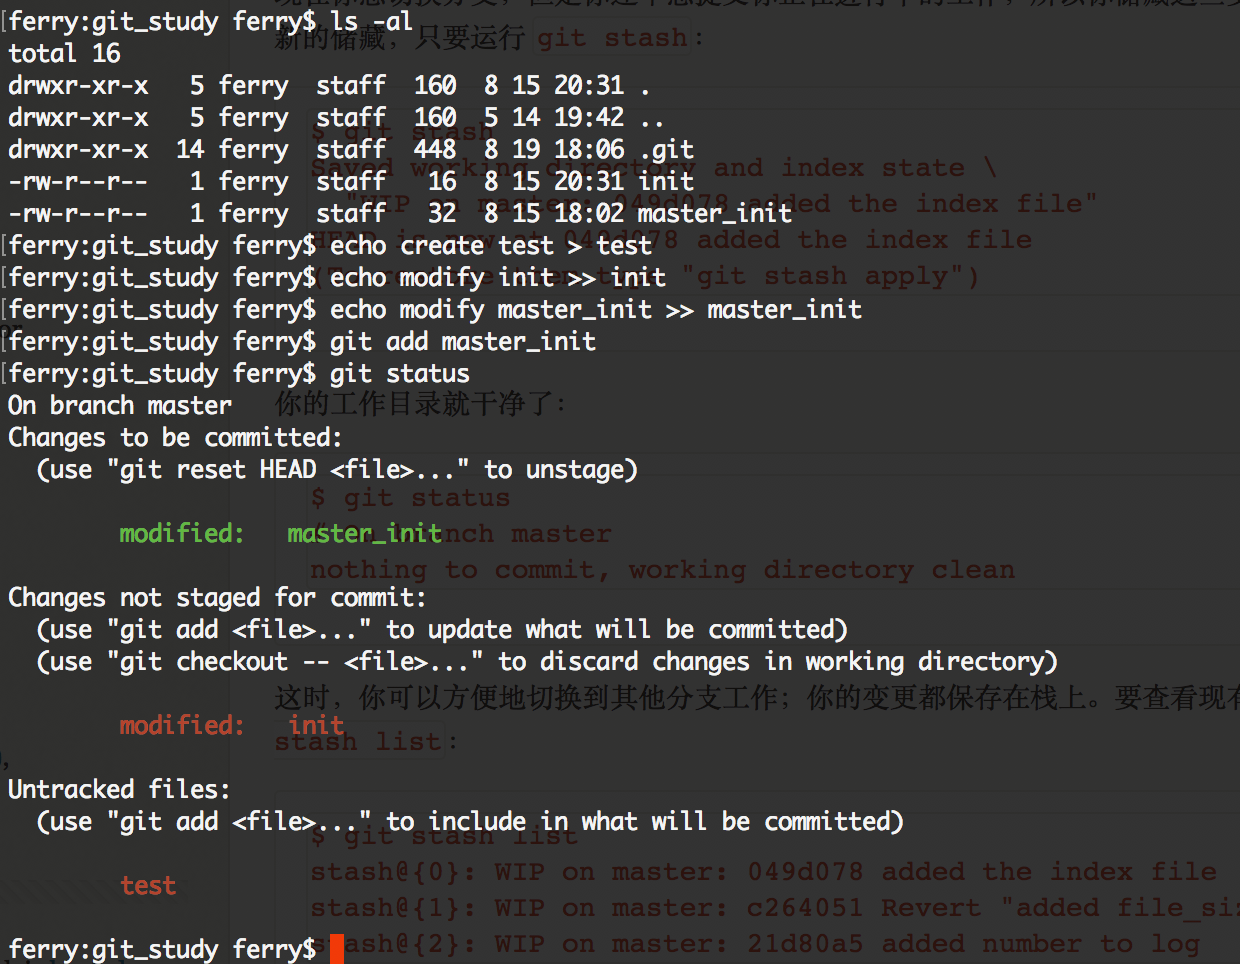 [ferry:git_study ferry$ ls -al
total 16
drwxr-xr-x   5 ferry  staff  160  8 15 20:31 .
drwxr-xr-x   5 ferry  staff  160  5 14 19:42 ..
drwxr-xr-x  14 ferry  staff  448  8 19 18:06 .git
-rw-r--r--   1 ferry  staff   16  8 15 20:31 init
-rw-r--r--   1 ferry  staff   32  8 15 18:02 master_init
[ferry:git_study ferry$ echo create test > test
[ferry:git_study ferry$ echo modify init >> init
[ferry:git_study ferry$ echo modify master_init >> master_init
[ferry:git_study ferry$ git add master_init
[ferry:git_study ferry$ git status
On branch master
Changes to be committed:
  (use "git reset HEAD <file>..." to unstage)
        modified:   master_init
Changes not staged for commit:
  (use "git add <file>..." to update what will be committed)
  (use "git checkout -- <file>..." to discard changes in working directory)
        modified:   init
Untracked files:
  (use "git add <file>..." to include in what will be committed)
        test
ferry:git_study ferry$
新的储藏，只要运行 git stash：
$ git stash
Saved working directory and index state \
  "WIP on master: 049d078 added the index file"
HEAD is now at 049d078 added the index file
(To restore them type "git stash apply")
你的工作目录就干净了：
$ git status
# On branch master
nothing to commit, working directory clean
这时，你可以方便地切换到其他分支工作；你的变更都保存在栈上。要查看现有
stash list：
$ git stash list
stash@{0}: WIP on master: 049d078 added the index file
stash@{1}: WIP on master: c264051 Revert "added file_si
stash@{2}: WIP on master: 21d80a5 added number to log